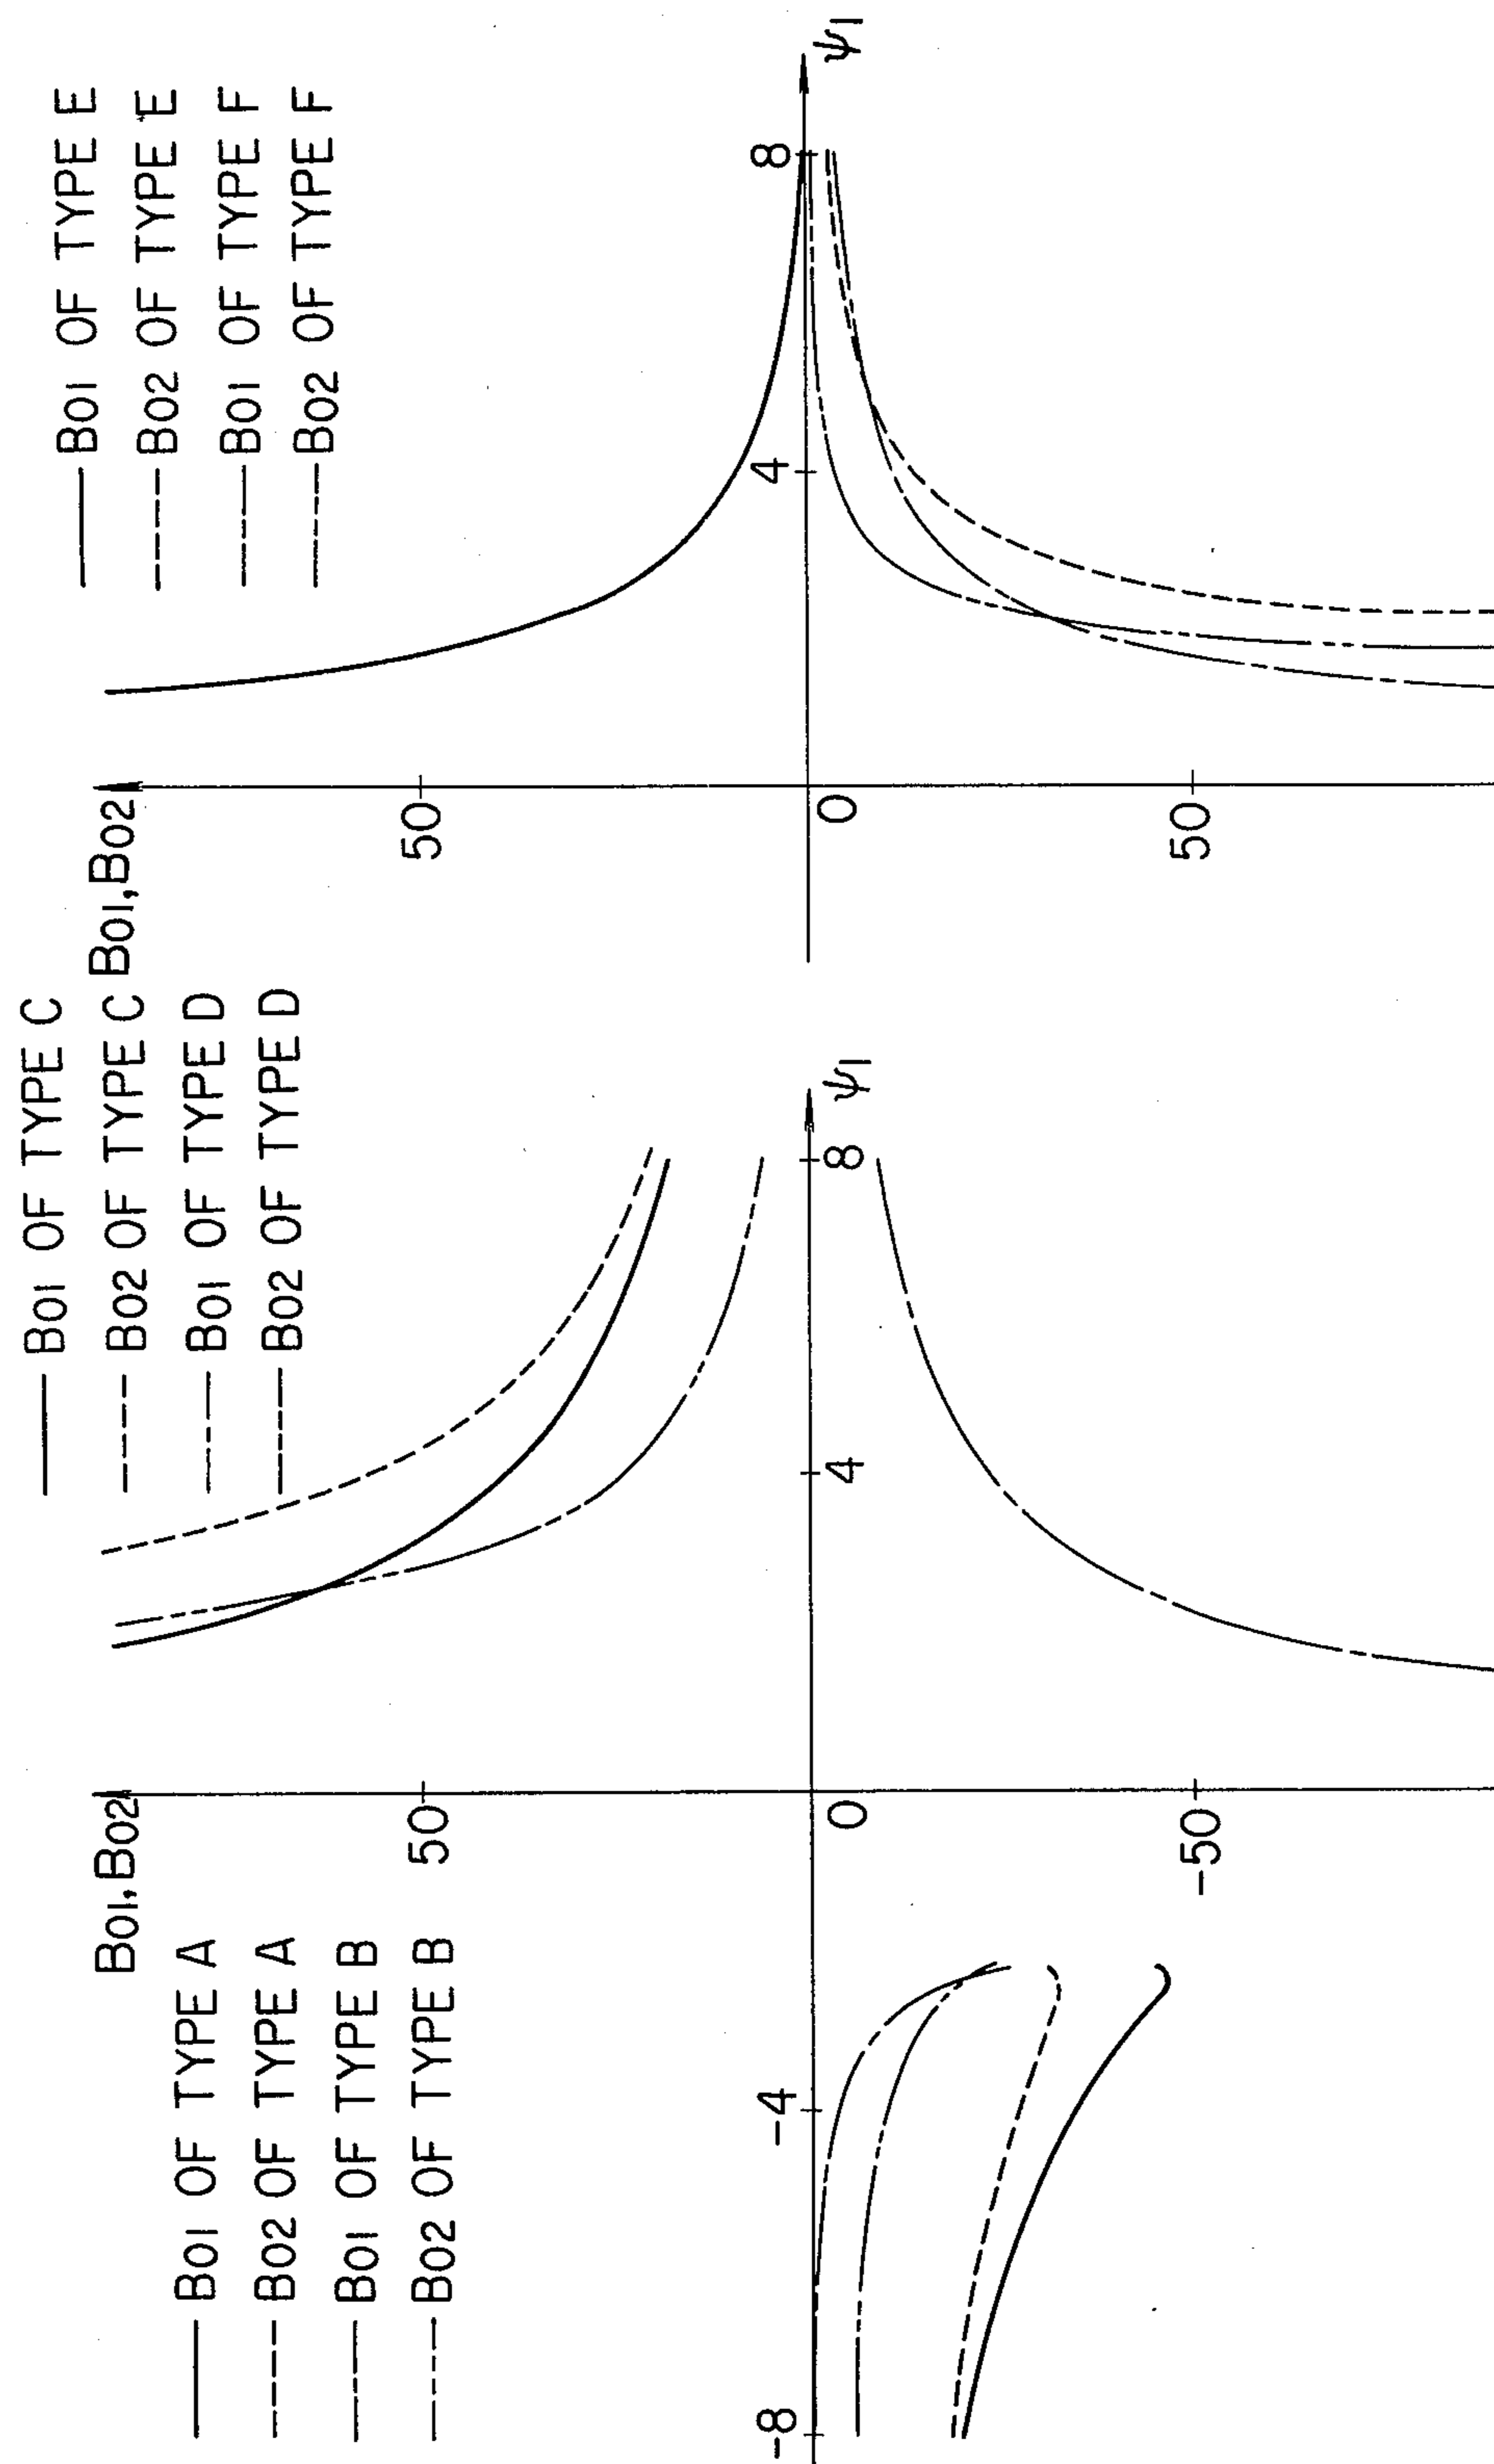 B01 OF TYPE A
B02 OF TYPE A
B01 OF TYPE B
B02 OF TYPE B
B01, B02
50
0
-50
-8
-4
4
8
ψ1
B01 OF TYPE C
B02 OF TYPE C
B01 OF TYPE D
B02 OF TYPE D
B01, B02
50
0
50
4
8
ψ1
B01 OF TYPE E
B02 OF TYPE E
B01 OF TYPE F
B02 OF TYPE F